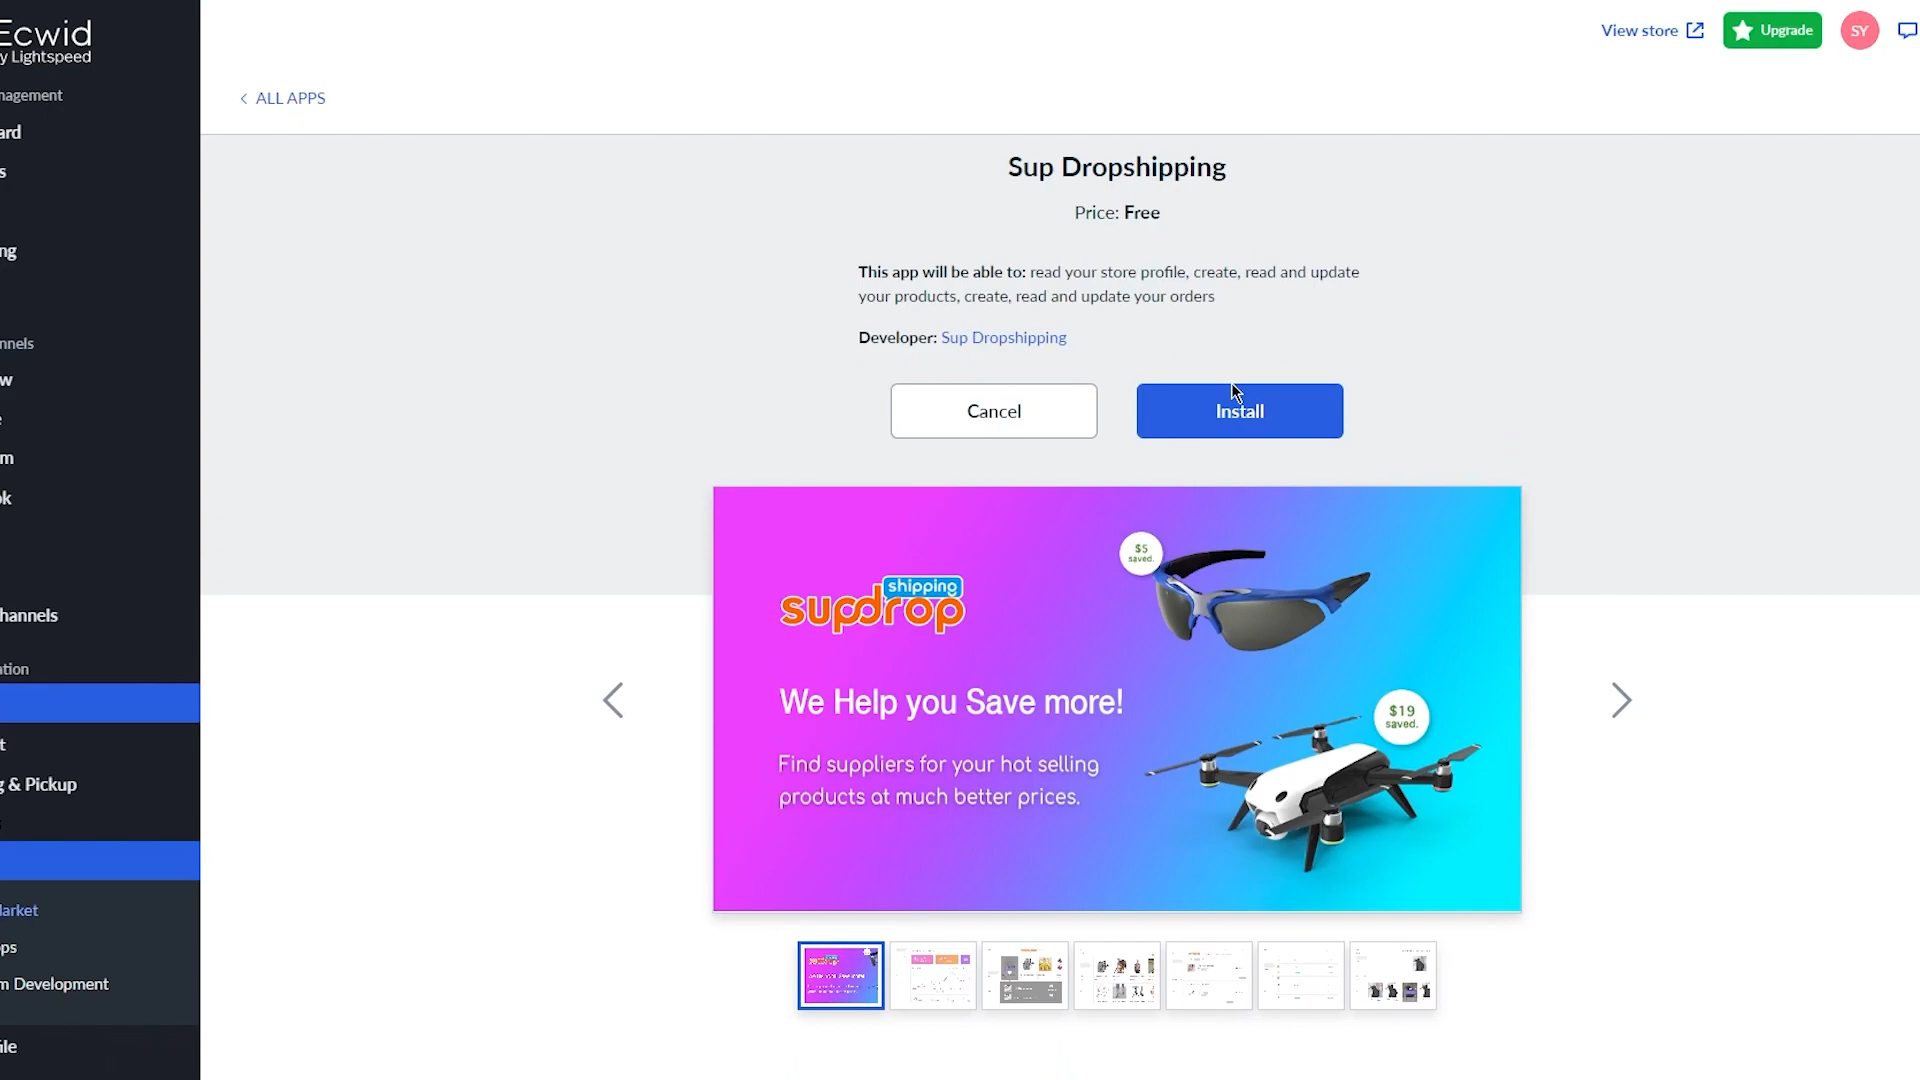 Ecwid
y Lightspeed
nagement
ard
s
ng
nnels
w
e
m
ok
hannels
ation
t
g & Pickup
arket
ps
m Development
ile
View store
Upgrade
SY
< ALL APPS
Sup Dropshipping
Price: Free
This app will be able to: read your store profile, create, read and update
your products, create, read and update your orders
Developer: Sup Dropshipping
Cancel
Install
shipping
supdrop
We Help you Save more!
Find suppliers for your hot selling
products at much better prices.
$5
saved.
$19
saved.